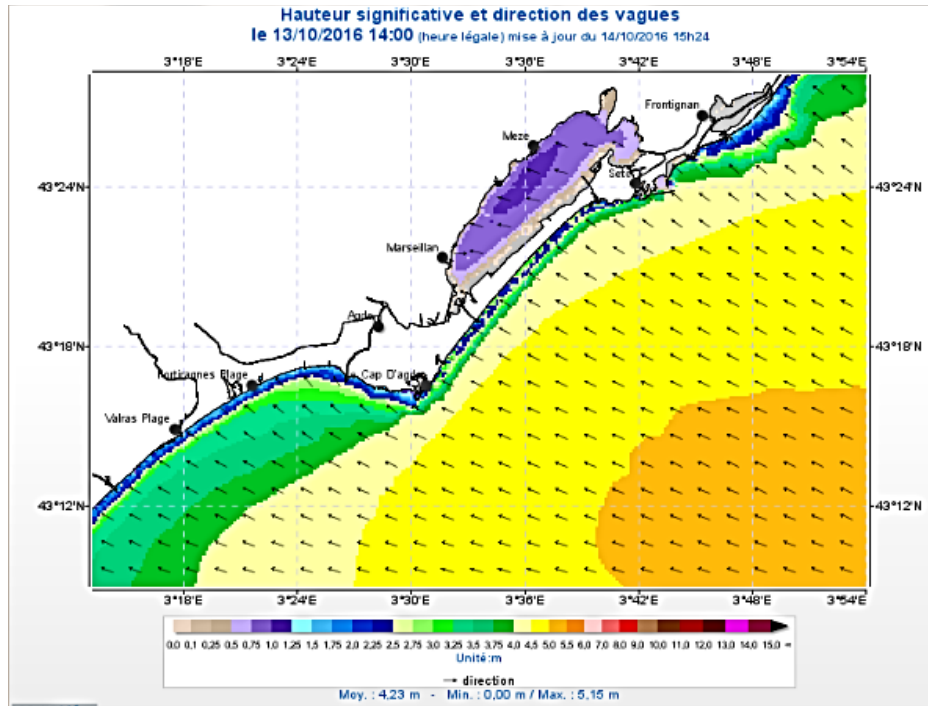 Hauteur significative et direction des vagues
le 13/10/2016 14:00 (heure légale) mise à jour du 14/10/2016 15h24
3°18'E 3°24'E 3°30'E 3°36'E 3°42'E 3°48'E 3°54'E
Frontignan
Meze
43°24'N 43°24'N
Sete
Marseillan
Agde
43°18'N 43°18'N
Portiragnes Plage
Cap D'agde
Valras Plage
43°12'N 43°12'N
3°18'E 3°24'E 3°30'E 3°36'E 3°42'E 3°48'E 3°54'E
0,0 0,1 0,25 0,5 0,75 1,0 1,25 1,5 1,75 2,0 2,25 2,5 2,75 3,0 3,25 3,5 3,75 4,0 4,5 5,0 5,5 6,0 7,0 8,0 9,0 10,0 11,0 12,0 13,0 14,0 15,0
Unité:m
direction
Moy. : 4,23 m - Min. : 0,00 m / Max. : 5,15 m